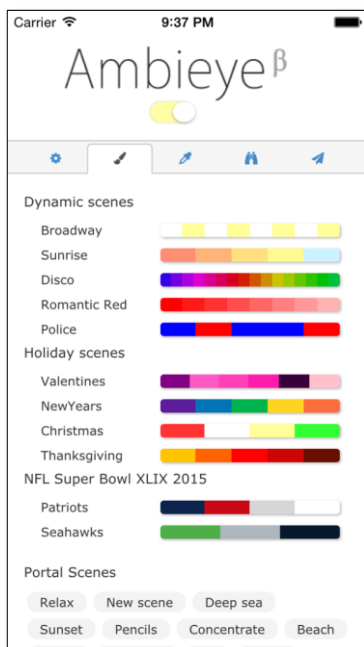 Carrier 9:37 PM
Ambieye β
Dynamic scenes
Broadway
Sunrise
Disco
Romantic Red
Police
Holiday scenes
Valentines
NewYears
Christmas
Thanksgiving
NFL Super Bowl XLIX 2015
Patriots
Seahawks
Portal Scenes
Relax New scene Deep sea
Sunset Pencils Concentrate Beach